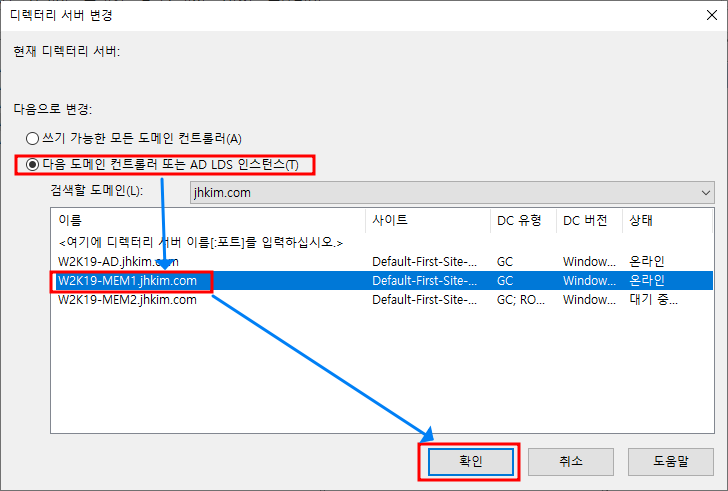 디렉터리 서버 변경
현재 디렉터리 서버:
다음으로 변경:
쓰기 가능한 모든 도메인 컨트롤러(A)
다음 도메인 컨트롤러 또는 AD LDS 인스턴스(T)
검색할 도메인(L): jhkim.com
이름 사이트 DC 유형 DC 버전 상태
<여기에 디렉터리 서버 이름[:포트]를 입력하십시오.>
W2K19-AD.jhkim.com Default-First-Site-... GC Window... 온라인
W2K19-MEM1.jhkim.com Default-First-Site-... GC Window... 온라인
W2K19-MEM2.jhkim.com Default-First-Site-... GC; RO... Window... 대기 중...
확인 취소 도움말